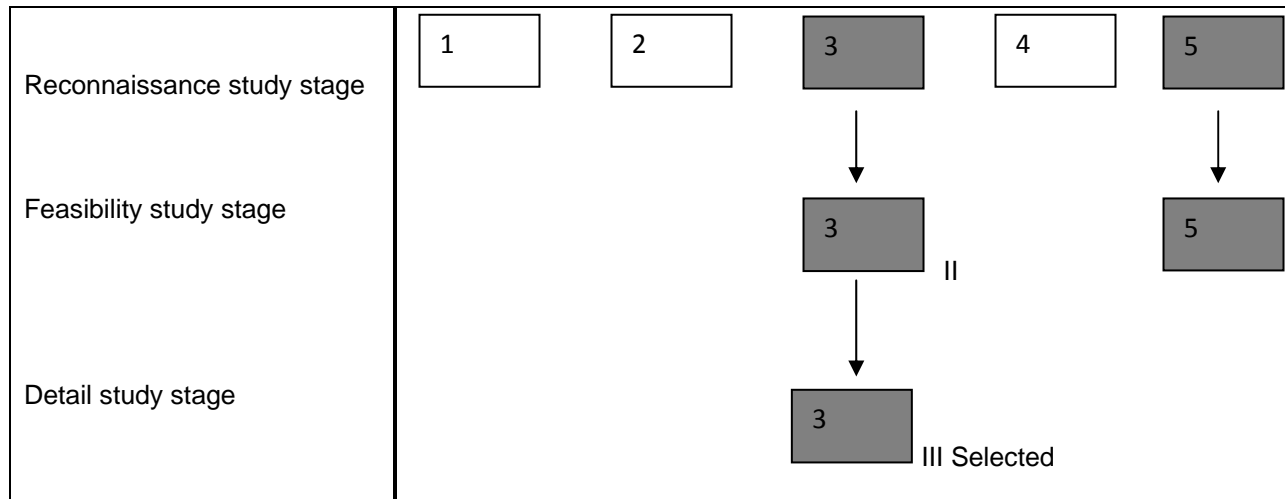 1 2 3 4 5
Reconnaissance study stage
Feasibility study stage
3 5
II
Detail study stage
3
III Selected